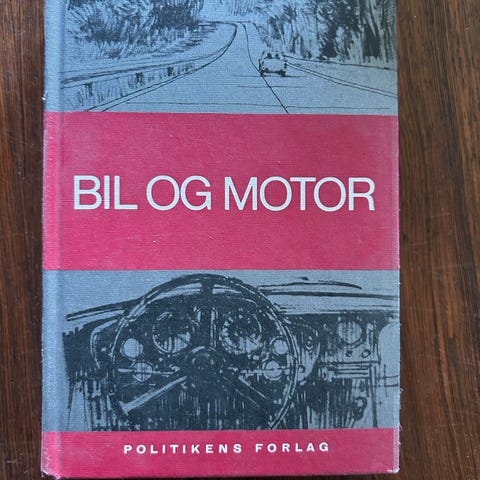 BIL OG MOTOR
POLITIKENS FORLAG